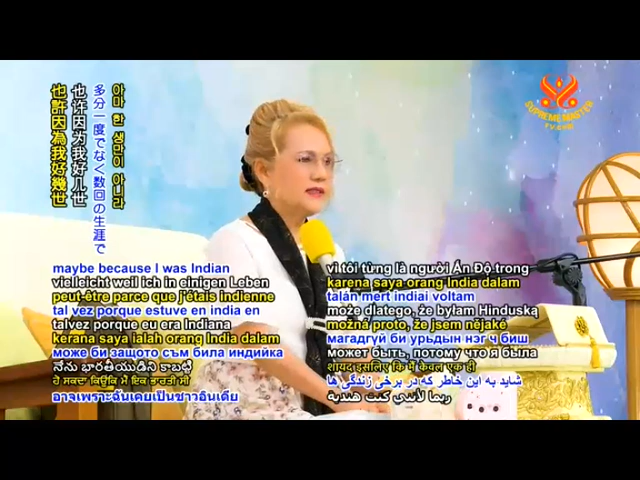 아마 한 생만이 아니라
多分一度でなく数回の生涯で
也许因为我好几世
也許因為我好幾世
SUPREME MASTER
TV.COM
maybe because I was Indian
vielleicht weil ich in einigen Leben
peut-être parce que j'étais indienne
tal vez porque estuve en india en
talvez porque eu era Indiana
kerana saya ialah orang India dalam
може би защото съм била индийка
నేను భారతీయుడిని కాబట్టి
ਹੋ ਸਕਦਾ ਕਿਉਂਕਿ ਮੈਂ ਇਕ ਭਾਰਤੀ ਸੀ
อาจเพราะฉันเคยเป็นชาวอินเดีย
vì tôi từng là người Ấn Độ trong
karena saya orang India dalam
talán mert indiai voltam
może dlatego, że byłam Hinduską
možná proto, že jsem nějaké
магадгүй би урьдын нэг ч биш
может быть, потому что я была
शायद इसलिए कि मैं केवल एक ही
شاید به این خاطر که در برخی زندگی ها
ربما لأنني كنت هندية